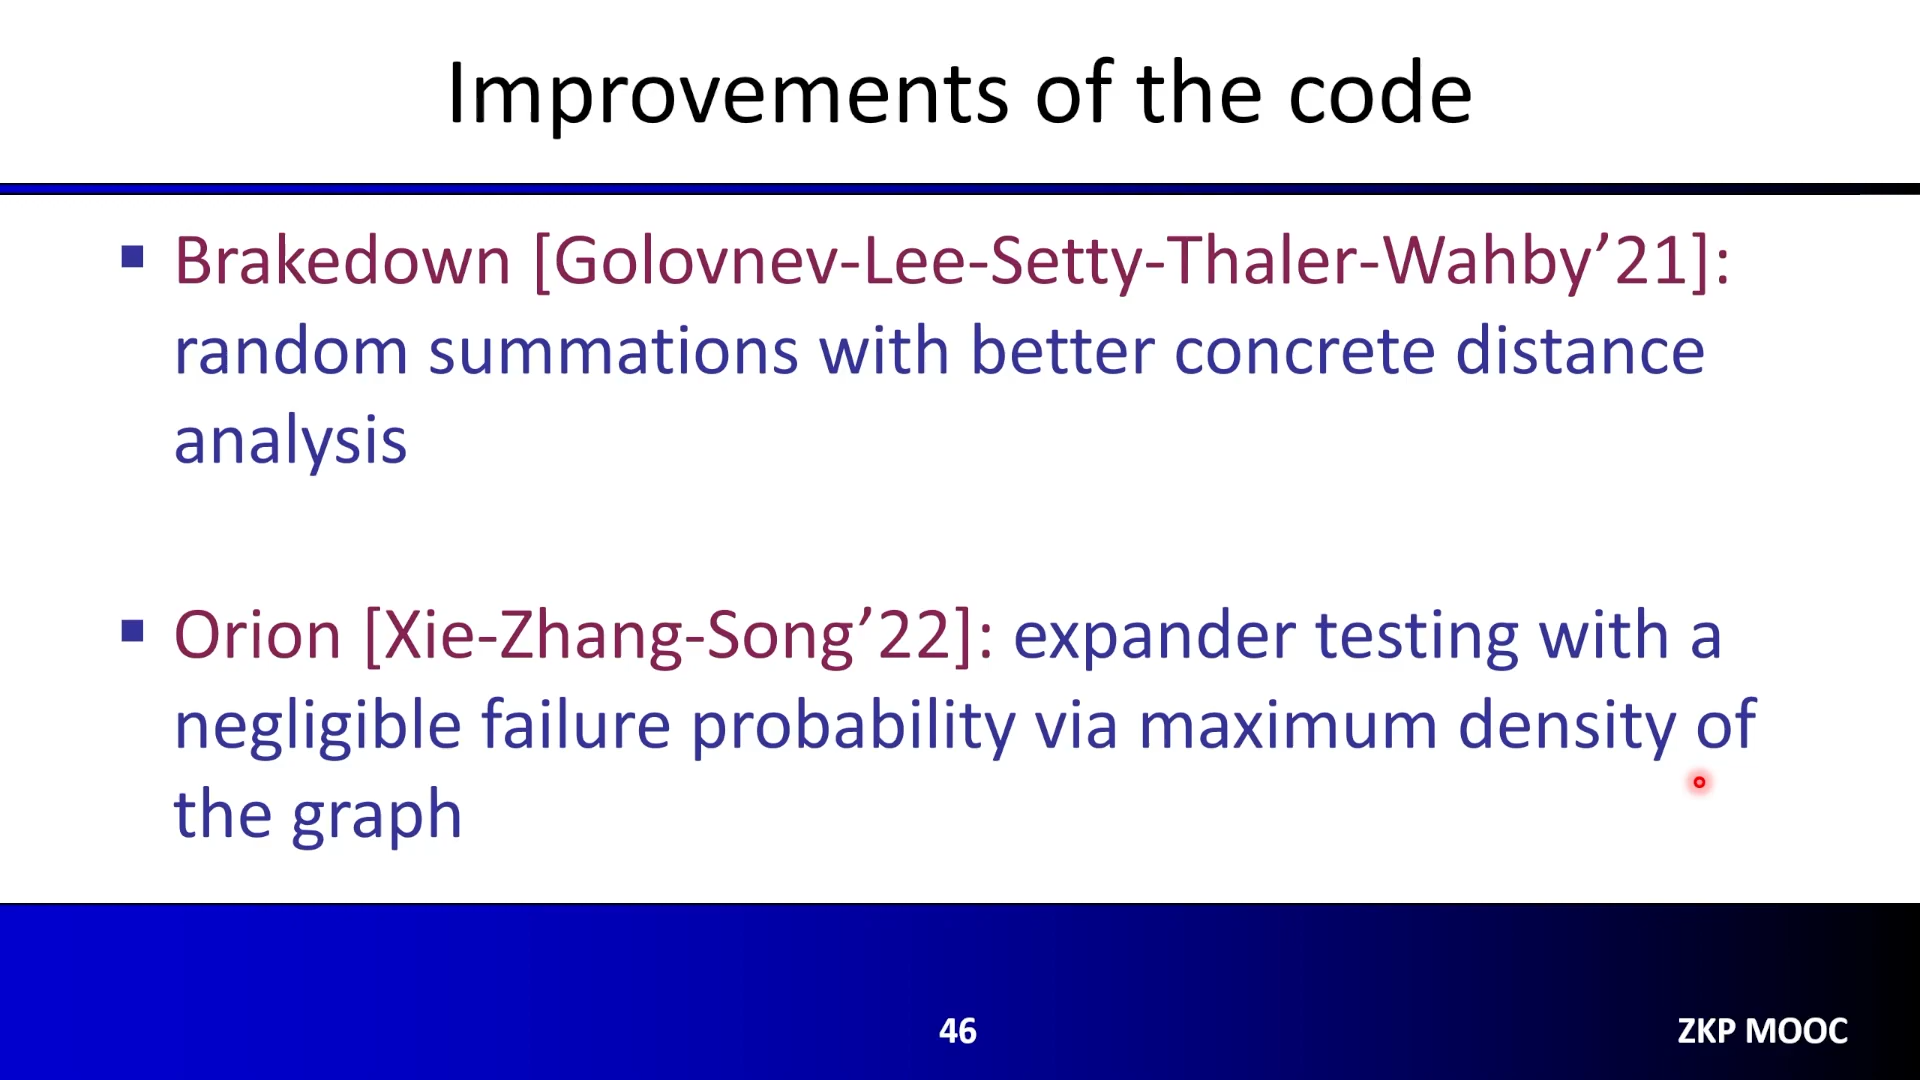 Improvements of the code
Brakedown [Golovnev-Lee-Setty-Thaler-Wahby’21]:
random summations with better concrete distance
analysis
Orion [Xie-Zhang-Song’22]: expander testing with a
negligible failure probability via maximum density of
the graph
46
ZKP MOOC